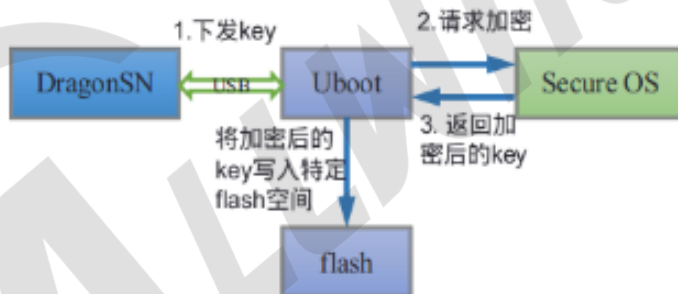 1.下发key
2.请求加密
DragonSN
USB
Uboot
Secure OS
3. 返回加
密后的key
将加密后的
key写入特定
flash空间
flash